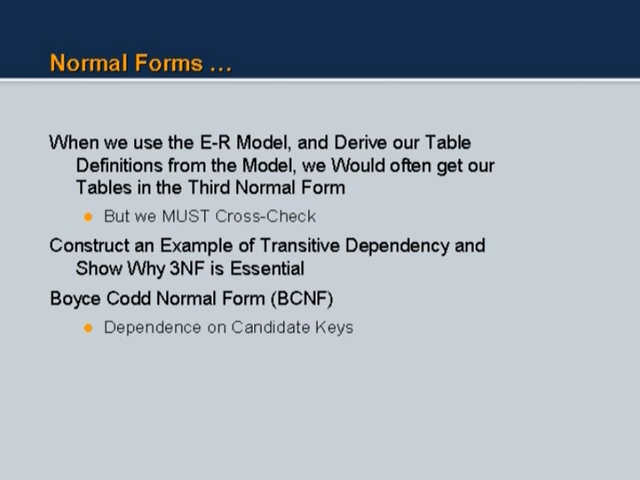 Normal Forms ...
When we use the E-R Model, and Derive our Table
Definitions from the Model, we Would often get our
Tables in the Third Normal Form
But we MUST Cross-Check
Construct an Example of Transitive Dependency and
Show Why 3NF is Essential
Boyce Codd Normal Form (BCNF)
Dependence on Candidate Keys